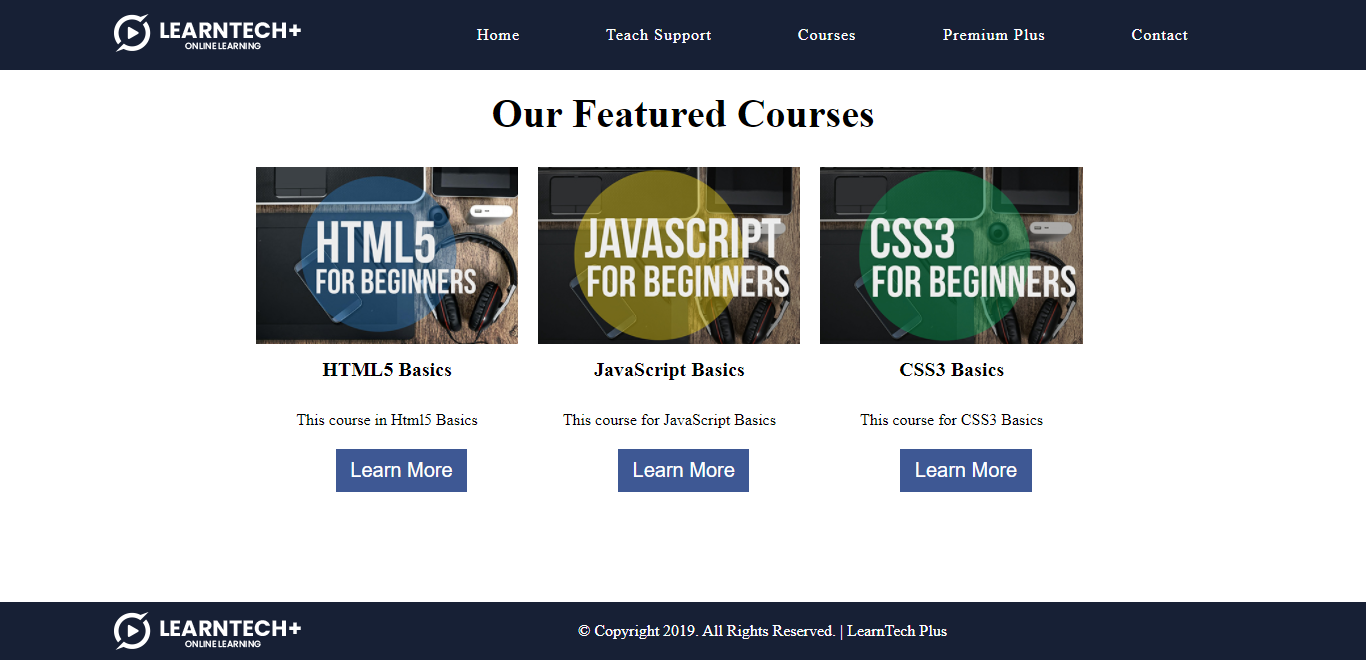 LEARNTECH+
ONLINE LEARNING
Home Teach Support Courses Premium Plus Contact
Our Featured Courses
HTML5
FOR BEGINNERS
JAVASCRIPT
FOR BEGINNERS
CSS3
FOR BEGINNERS
HTML5 Basics JavaScript Basics CSS3 Basics
This course in Html5 Basics This course for JavaScript Basics This course for CSS3 Basics
Learn More Learn More Learn More
LEARNTECH+
ONLINE LEARNING
© Copyright 2019. All Rights Reserved. | LearnTech Plus